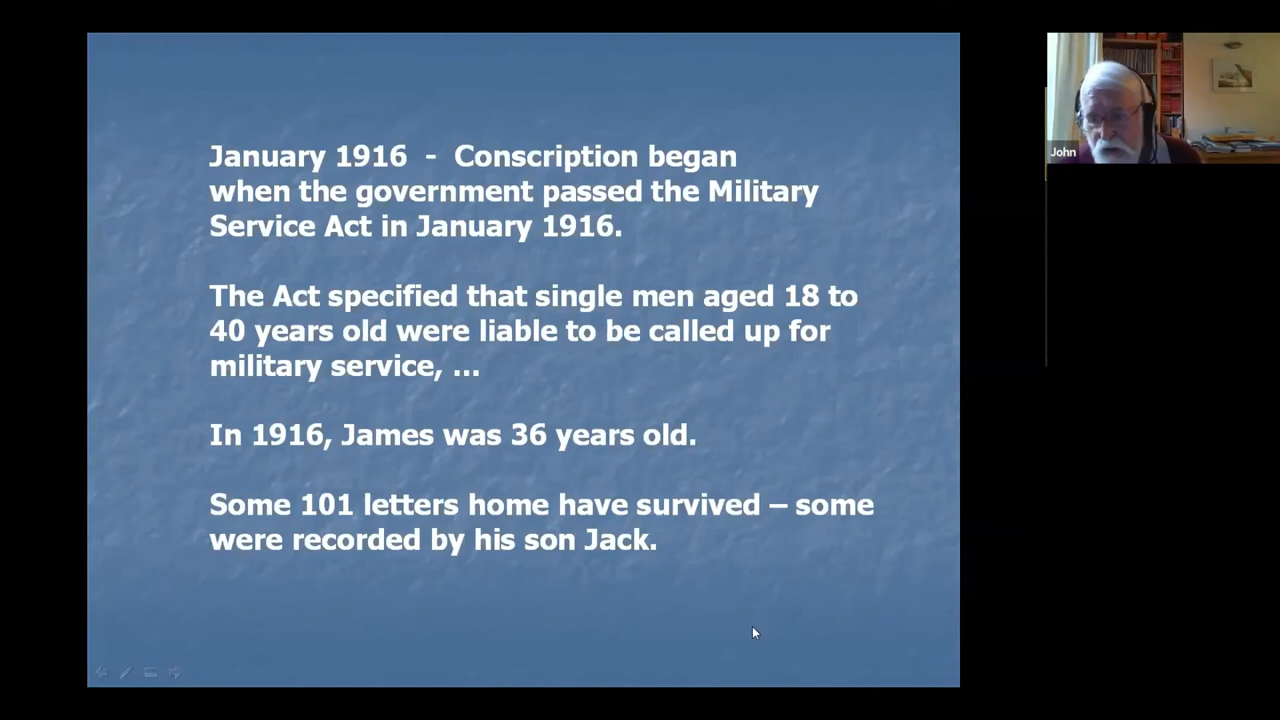 January 1916  -  Conscription began
when the government passed the Military
Service Act in January 1916.
The Act specified that single men aged 18 to
40 years old were liable to be called up for
military service, ...
In 1916, James was 36 years old.
Some 101 letters home have survived – some
were recorded by his son Jack.
John